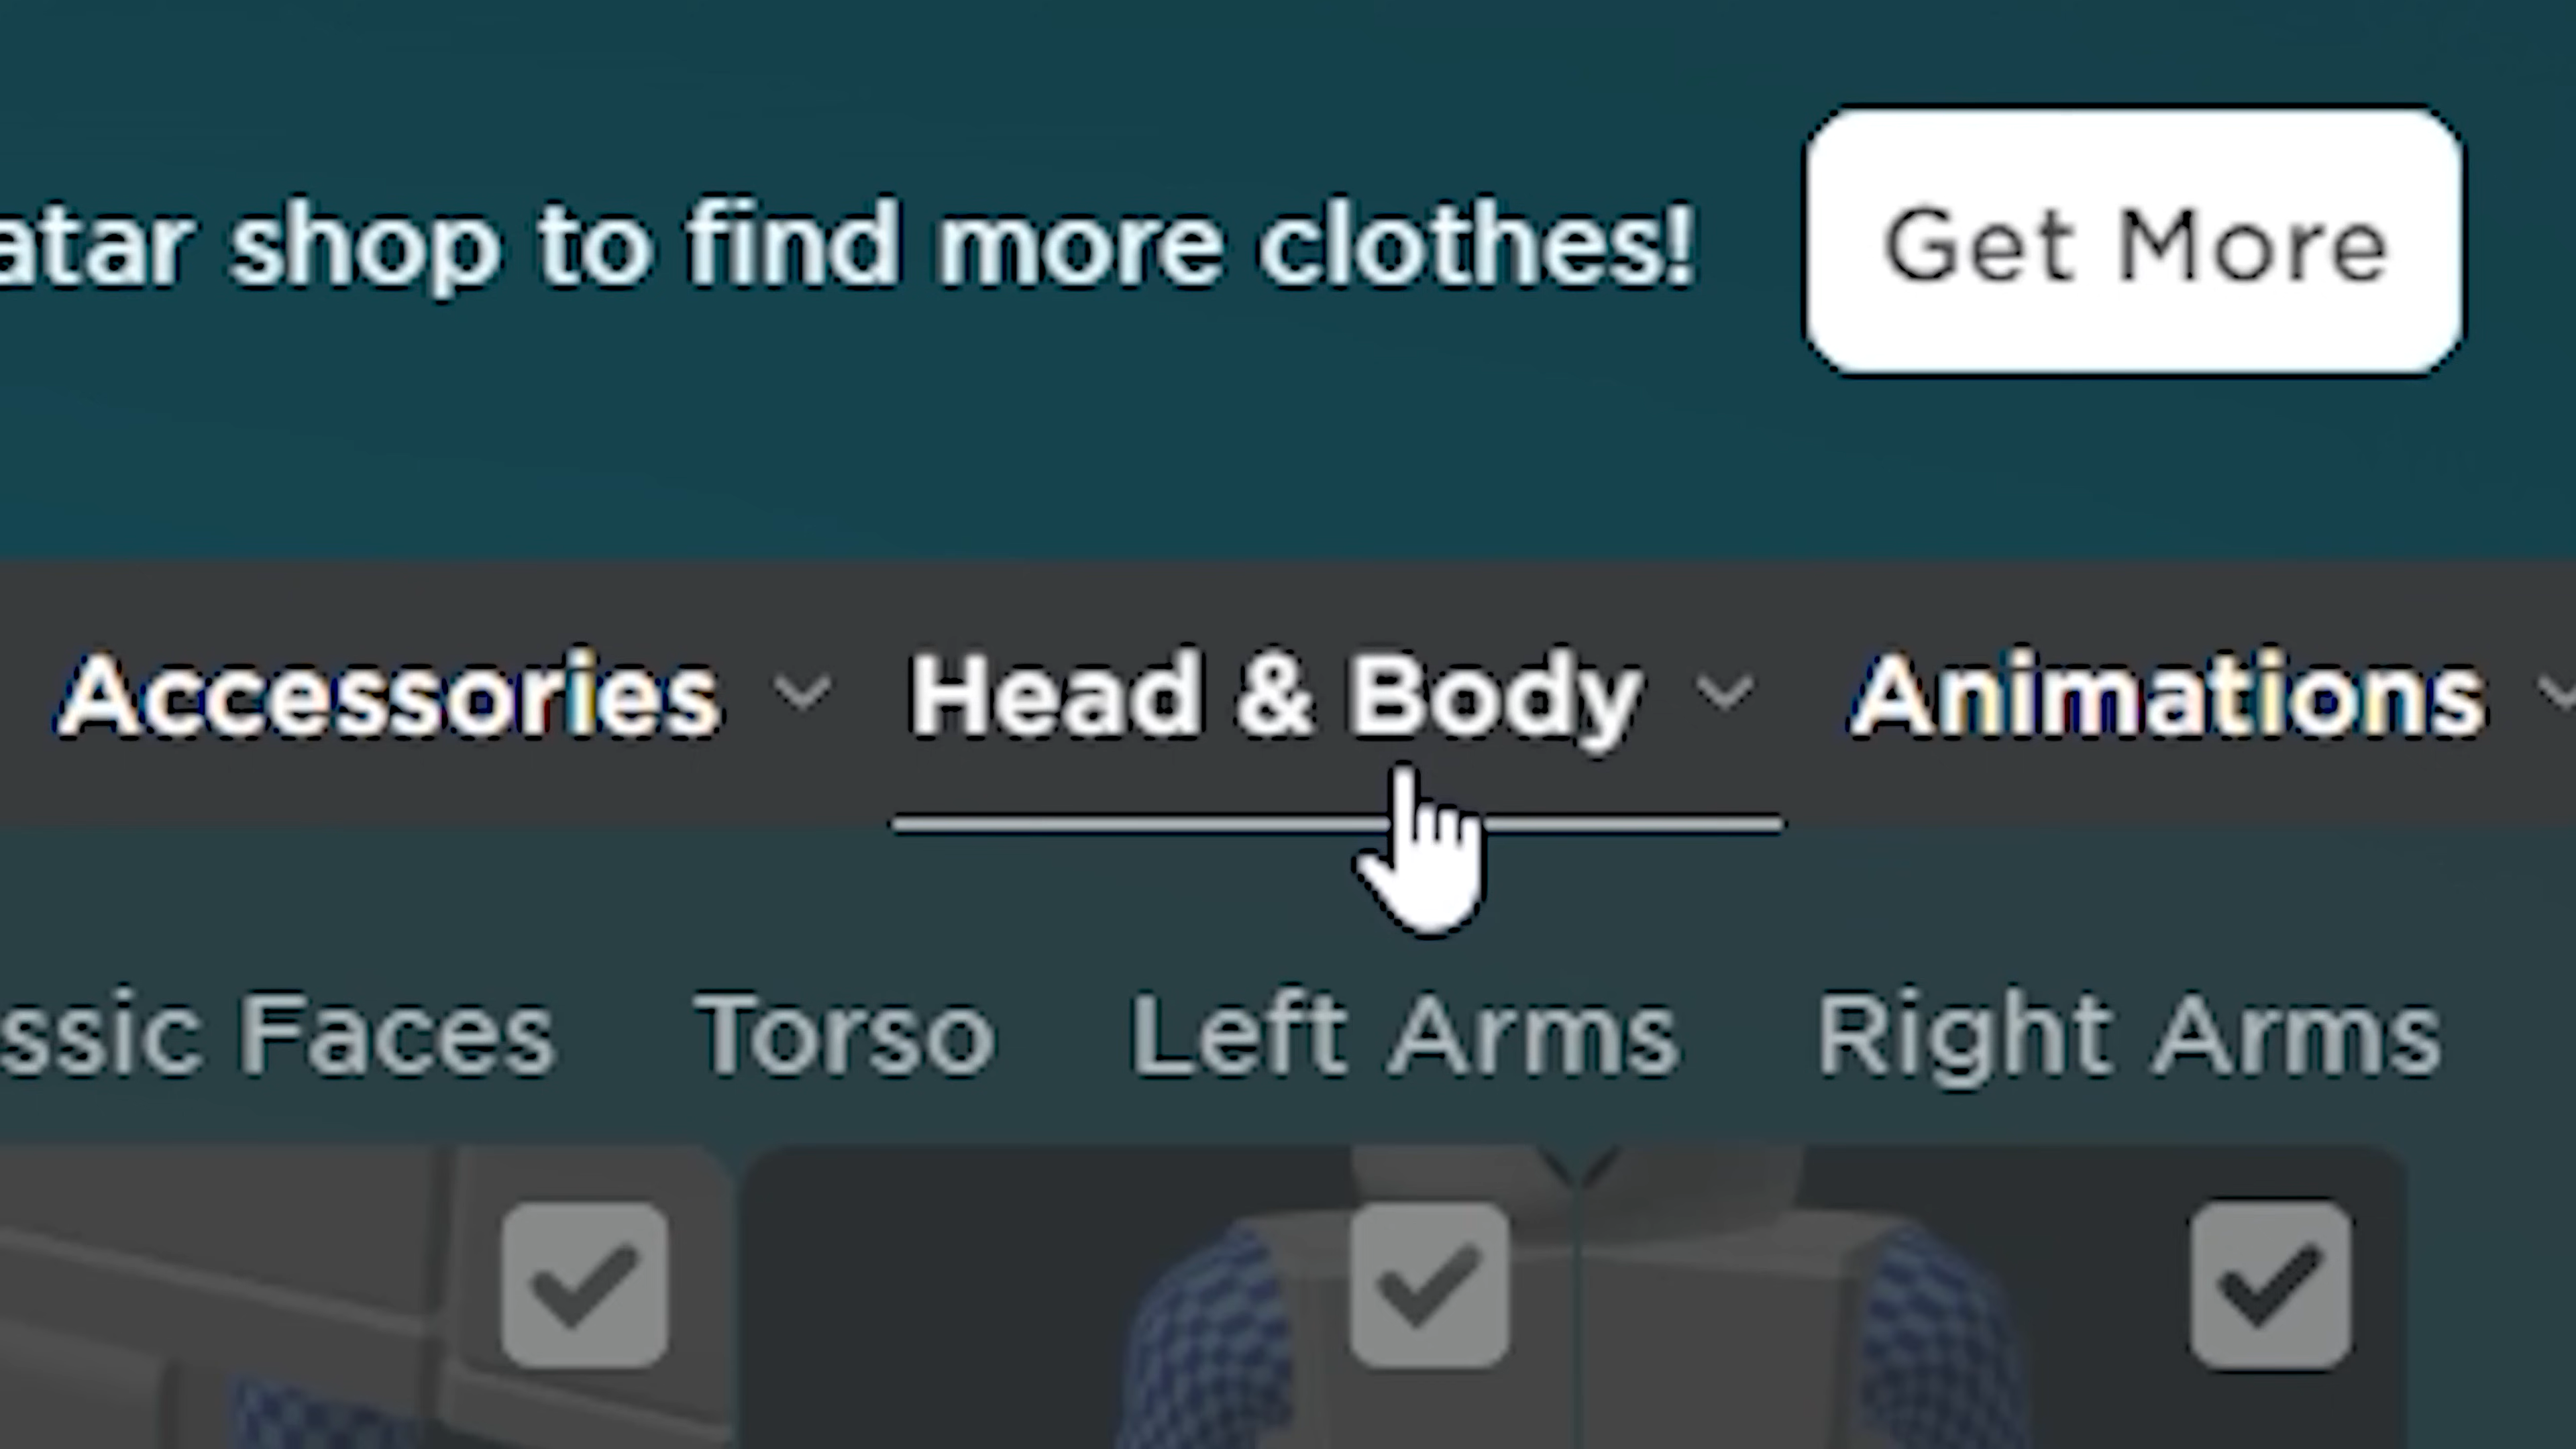 atar shop to find more clothes! Get More
Accessories Head & Body Animations
ssic Faces Torso Left Arms Right Arms